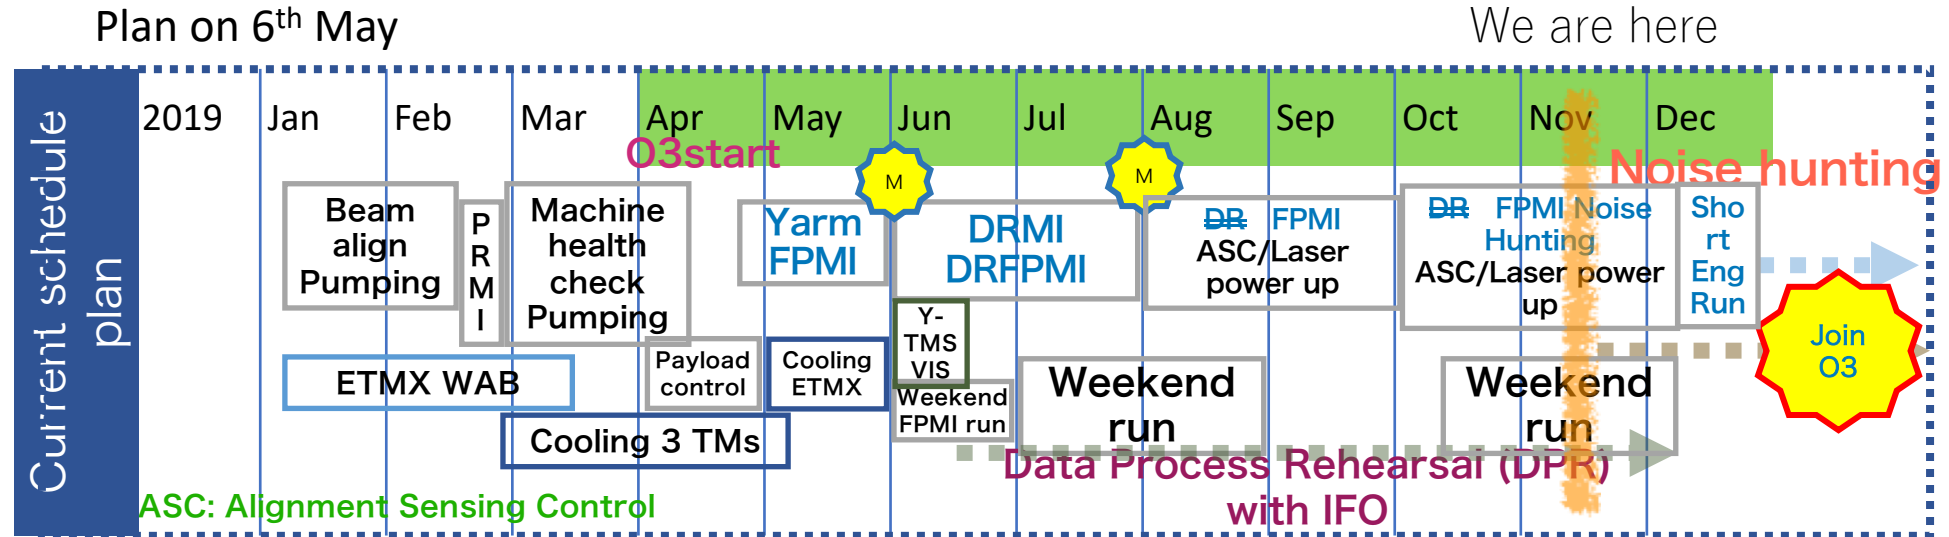 Plan on 6th May
We are here
Current schedule
plan
2019 Jan Feb Mar Apr May Jun Jul Aug Sep Oct Nov Dec
O3start
Noise hunting
M
M
Beam
align
Pumping
P
R
M
I
Machine
health
check
Pumping
Yarm
FPMI
DRMI
DRFPMI
DR FPMI
ASC/Laser
power up
DR FPMI Noise
Hunting
ASC/Laser power
up
Sho
rt
Eng
Run
Join
O3
ETMX WAB
Payload
control
Cooling
ETMX
Y-
TMS
VIS
Weekend
FPMI run
Weekend
run
Weekend
run
Cooling 3 TMs
Data Process Rehearsal (DPR)
with IFO
ASC: Alignment Sensing Control